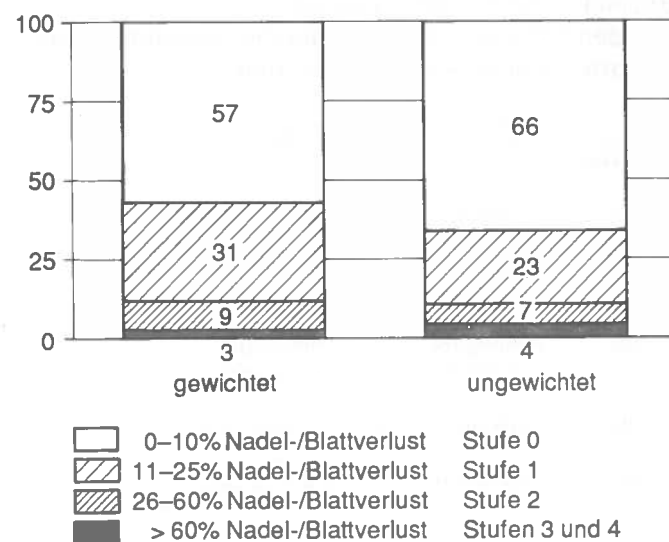 100
57
66
75
50
31
23
25
9
7
0
3
4
gewichtet
ungewichtet
0–10% Nadel-/Blattverlust Stufe 0
11–25% Nadel-/Blattverlust Stufe 1
26–60% Nadel-/Blattverlust Stufe 2
> 60% Nadel-/Blattverlust Stufen 3 und 4